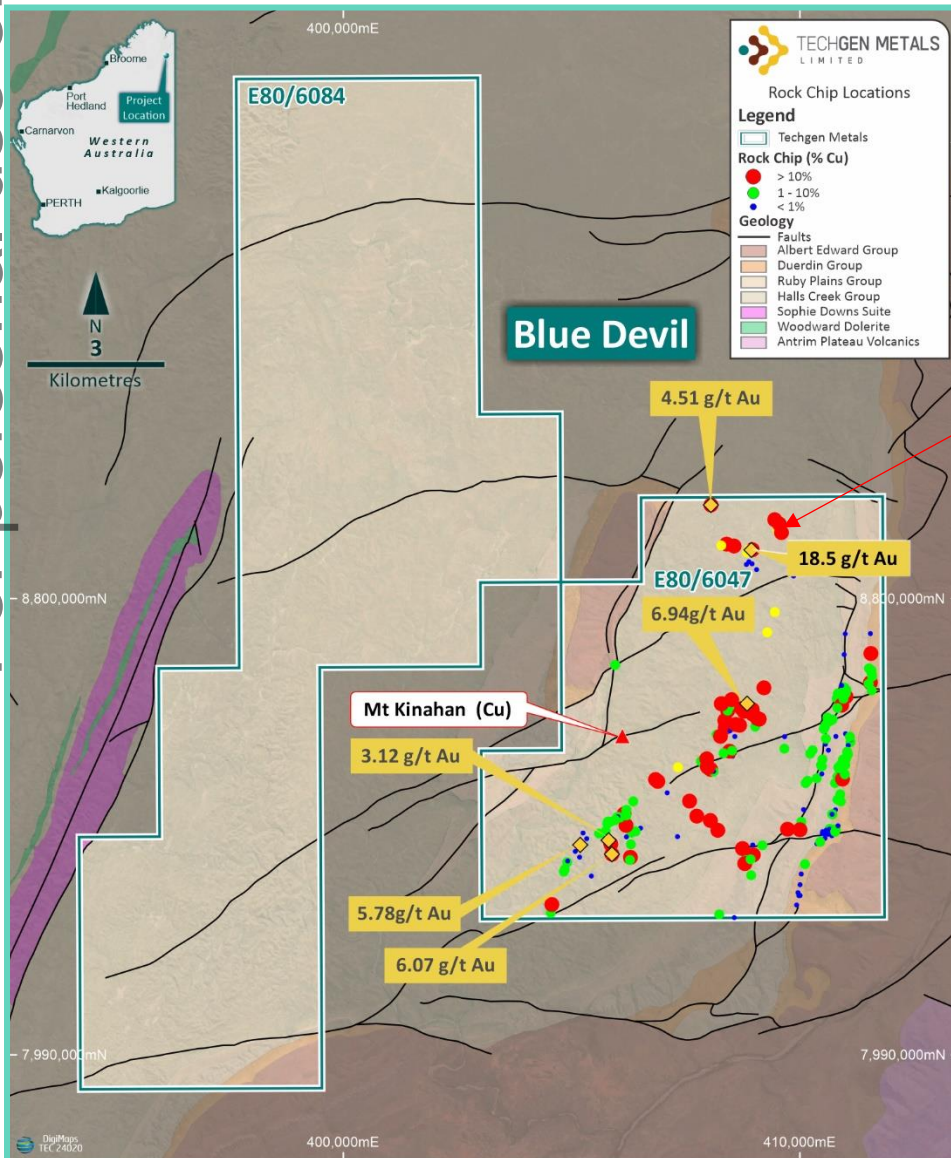 400,000mE
TECHGEN METALS
LIMITED
Rock Chip Locations
Legend
Techgen Metals
Rock Chip (% Cu)
> 10%
1 - 10%
< 1%
Geology
Faults
Albert Edward Group
Duerdin Group
Ruby Plains Group
Halls Creek Group
Sophie Downs Suite
Woodward Dolerite
Antrim Plateau Volcanics
Broome
Port
Hedland
Project
Location
Carnarvon
Western
Australia
Kalgoorlie
PERTH
E80/6084
N
3
Kilometres
Blue Devil
4.51 g/t Au
18.5 g/t Au
8,800,000mN
E80/6047
8,800,000mN
6.94g/t Au
Mt Kinahan (Cu)
3.12 g/t Au
5.78g/t Au
6.07 g/t Au
7,990,000mN
7,990,000mN
DigiMaps
TEC 24020
400,000mE
410,000mE